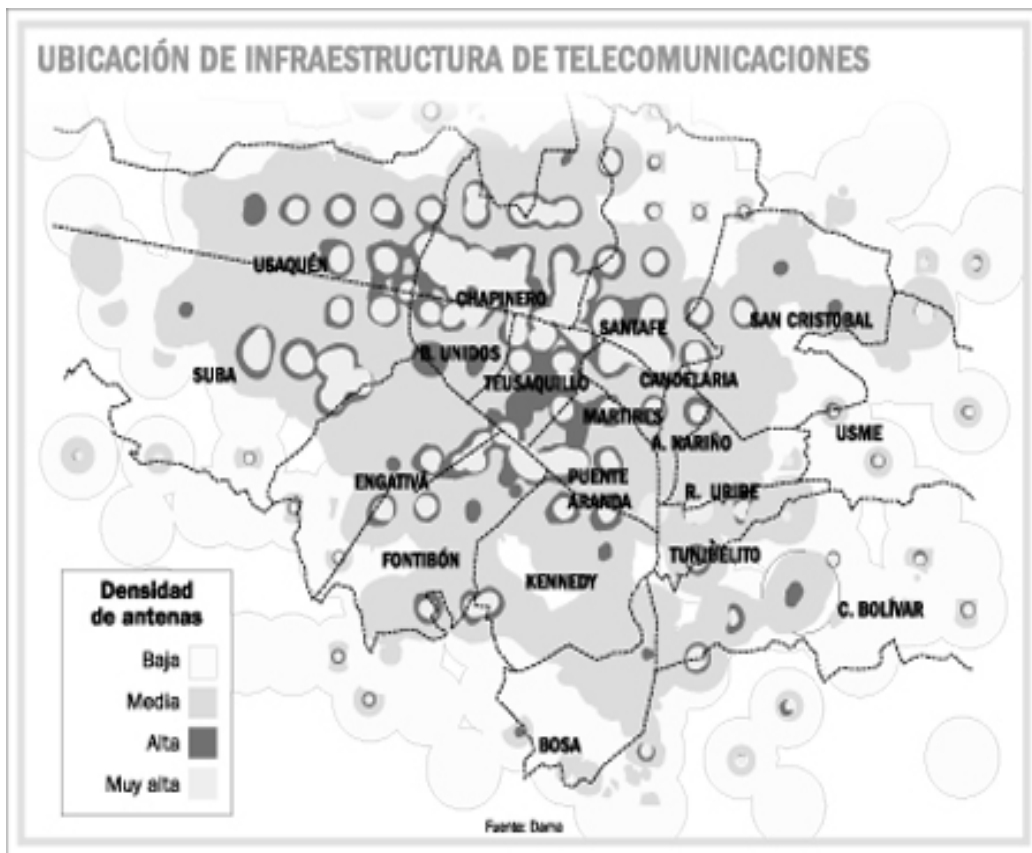 UBICACIÓN DE INFRAESTRUCTURA DE TELECOMUNICACIONES
USAQUÉN
CHAPINERO
SANTAFE
SAN CRISTOBAL
B. UNIDOS
SUBA
TEUSAQUILLO
CANDELARIA
MARTIRES
USME
A. NARIÑO
ENGATIVÁ
PUENTE
ARANDA
R. URIBE
FONTIBÓN
KENNEDY
TUNJUELITO
C. BOLÍVAR
BOSA
Densidad
de antenas
Baja
Media
Alta
Muy alta
Fuente: Dama